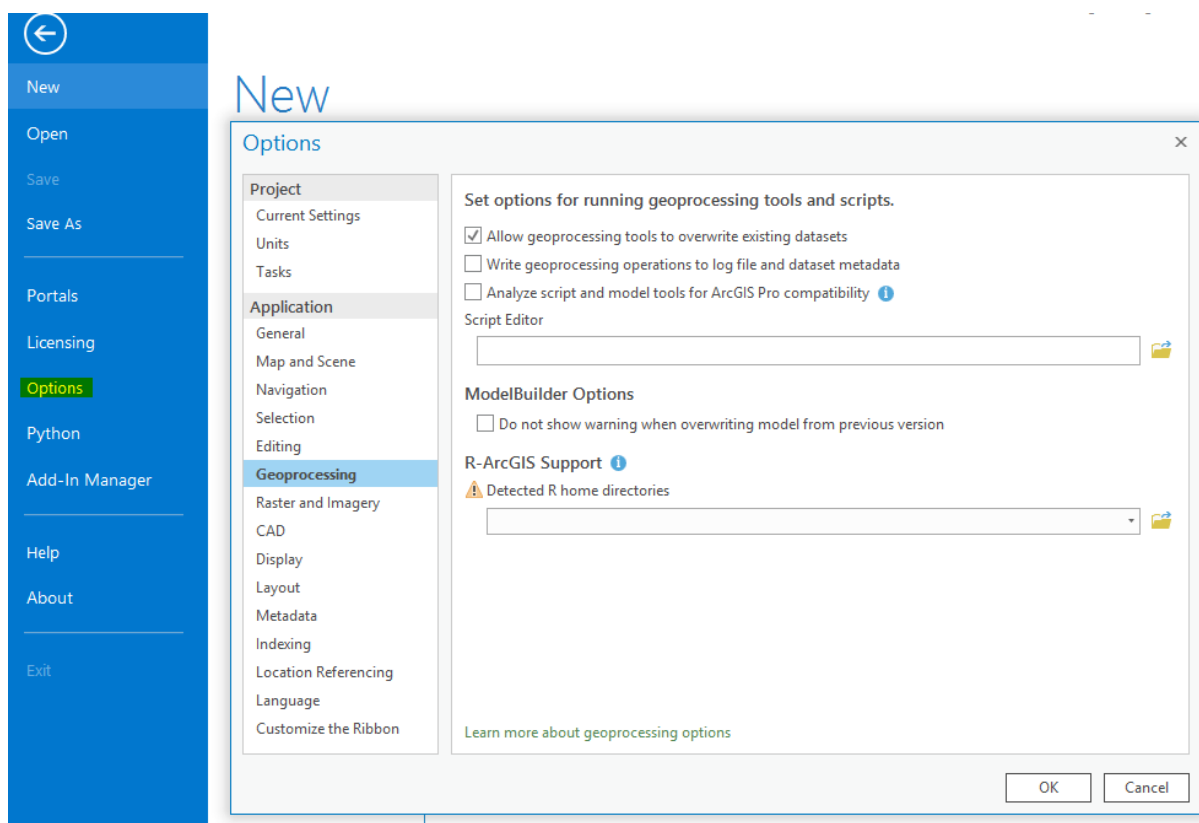 New
Open
Save
Save As
Portals
Licensing
Options
Python
Add-In Manager
Help
About
Exit
New
Options
Project
Current Settings
Units
Tasks
Application
General
Map and Scene
Navigation
Selection
Editing
Geoprocessing
Raster and Imagery
CAD
Display
Layout
Metadata
Indexing
Location Referencing
Language
Customize the Ribbon
Set options for running geoprocessing tools and scripts.
Allow geoprocessing tools to overwrite existing datasets
Write geoprocessing operations to log file and dataset metadata
Analyze script and model tools for ArcGIS Pro compatibility
Script Editor
ModelBuilder Options
Do not show warning when overwriting model from previous version
R-ArcGIS Support
Detected R home directories
Learn more about geoprocessing options
OK
Cancel